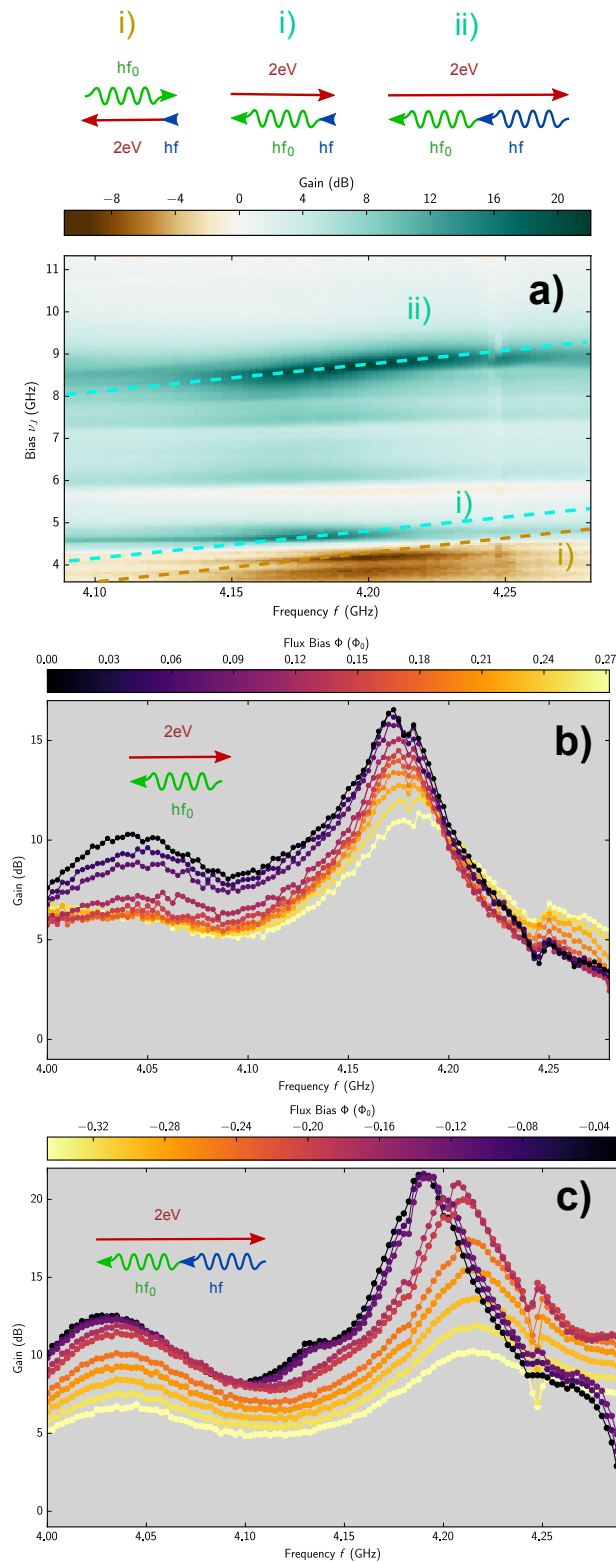 i) i) ii)
hf₀ 2eV 2eV
2eV hf hf₀ hf hf₀ hf
Gain (dB)
−8 −4 0 4 8 12 16 20
a)
ii)
i)
i)
Bias νJ (GHz)
11
10
9
8
7
6
5
4
4.10 4.15 4.20 4.25
Frequency f (GHz)
Flux Bias Φ (Φ₀)
0.00 0.03 0.06 0.09 0.12 0.15 0.18 0.21 0.24 0.27
b)
2eV
hf₀
Gain (dB)
15
10
5
0
4.00 4.05 4.10 4.15 4.20 4.25
Frequency f (GHz)
Flux Bias Φ (Φ₀)
−0.32 −0.28 −0.24 −0.20 −0.16 −0.12 −0.08 −0.04
c)
2eV
hf₀ hf
Gain (dB)
20
15
10
5
0
4.00 4.05 4.10 4.15 4.20 4.25
Frequency f (GHz)